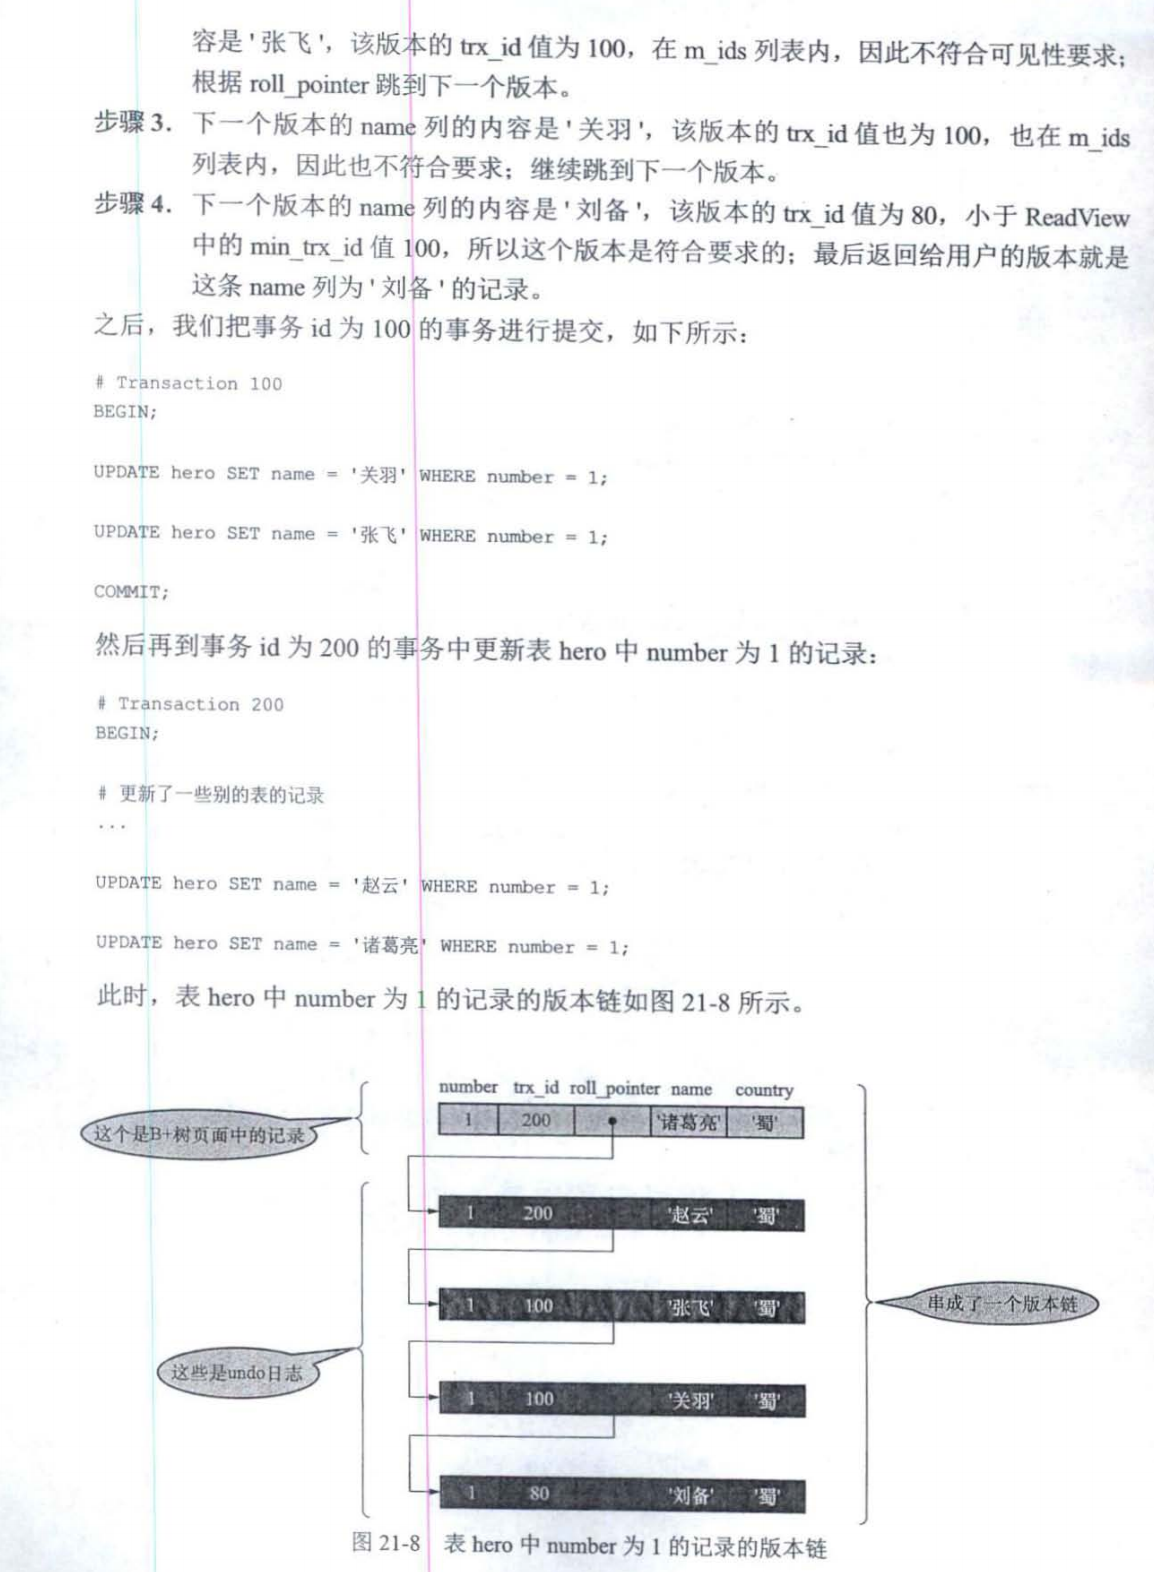 容是'张飞'，该版本的 trx_id 值为 100，在 m_ids 列表内，因此不符合可见性要求；
根据 roll_pointer 跳到下一个版本。
步骤 3. 下一个版本的 name 列的内容是'关羽'，该版本的 trx_id 值也为 100，也在 m_ids
列表内，因此也不符合要求；继续跳到下一个版本。
步骤 4. 下一个版本的 name 列的内容是'刘备'，该版本的 trx_id 值为 80，小于 ReadView
中的 min_trx_id 值 100，所以这个版本是符合要求的；最后返回给用户的版本就是
这条 name 列为'刘备'的记录。
之后，我们把事务 id 为 100 的事务进行提交，如下所示：
# Transaction 100
BEGIN;
UPDATE hero SET name = '关羽' WHERE number = 1;
UPDATE hero SET name = '张飞' WHERE number = 1;
COMMIT;
然后再到事务 id 为 200 的事务中更新表 hero 中 number 为 1 的记录：
# Transaction 200
BEGIN;
# 更新了一些别的表的记录
...
UPDATE hero SET name = '赵云' WHERE number = 1;
UPDATE hero SET name = '诸葛亮' WHERE number = 1;
此时，表 hero 中 number 为 1 的记录的版本链如图 21-8 所示。
number trx_id roll_pointer name country
1 200 '诸葛亮' '蜀'
这个是B+树页面中的记录
1 200 '赵云' '蜀'
1 100 '张飞' '蜀'
串成了一个版本链
这些是undo日志
1 100 '关羽' '蜀'
1 80 '刘备' '蜀'
图 21-8 表 hero 中 number 为 1 的记录的版本链